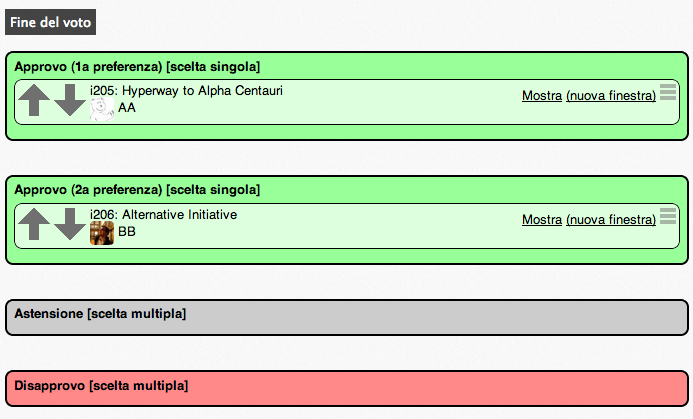 Fine del voto
Approvo (1a preferenza) [scelta singola]
i205: Hyperway to Alpha Centauri
Mostra (nuova finestra)
AA
Approvo (2a preferenza) [scelta singola]
i206: Alternative Initiative
Mostra (nuova finestra)
BB
Astensione [scelta multipla]
Disapprovo [scelta multipla]